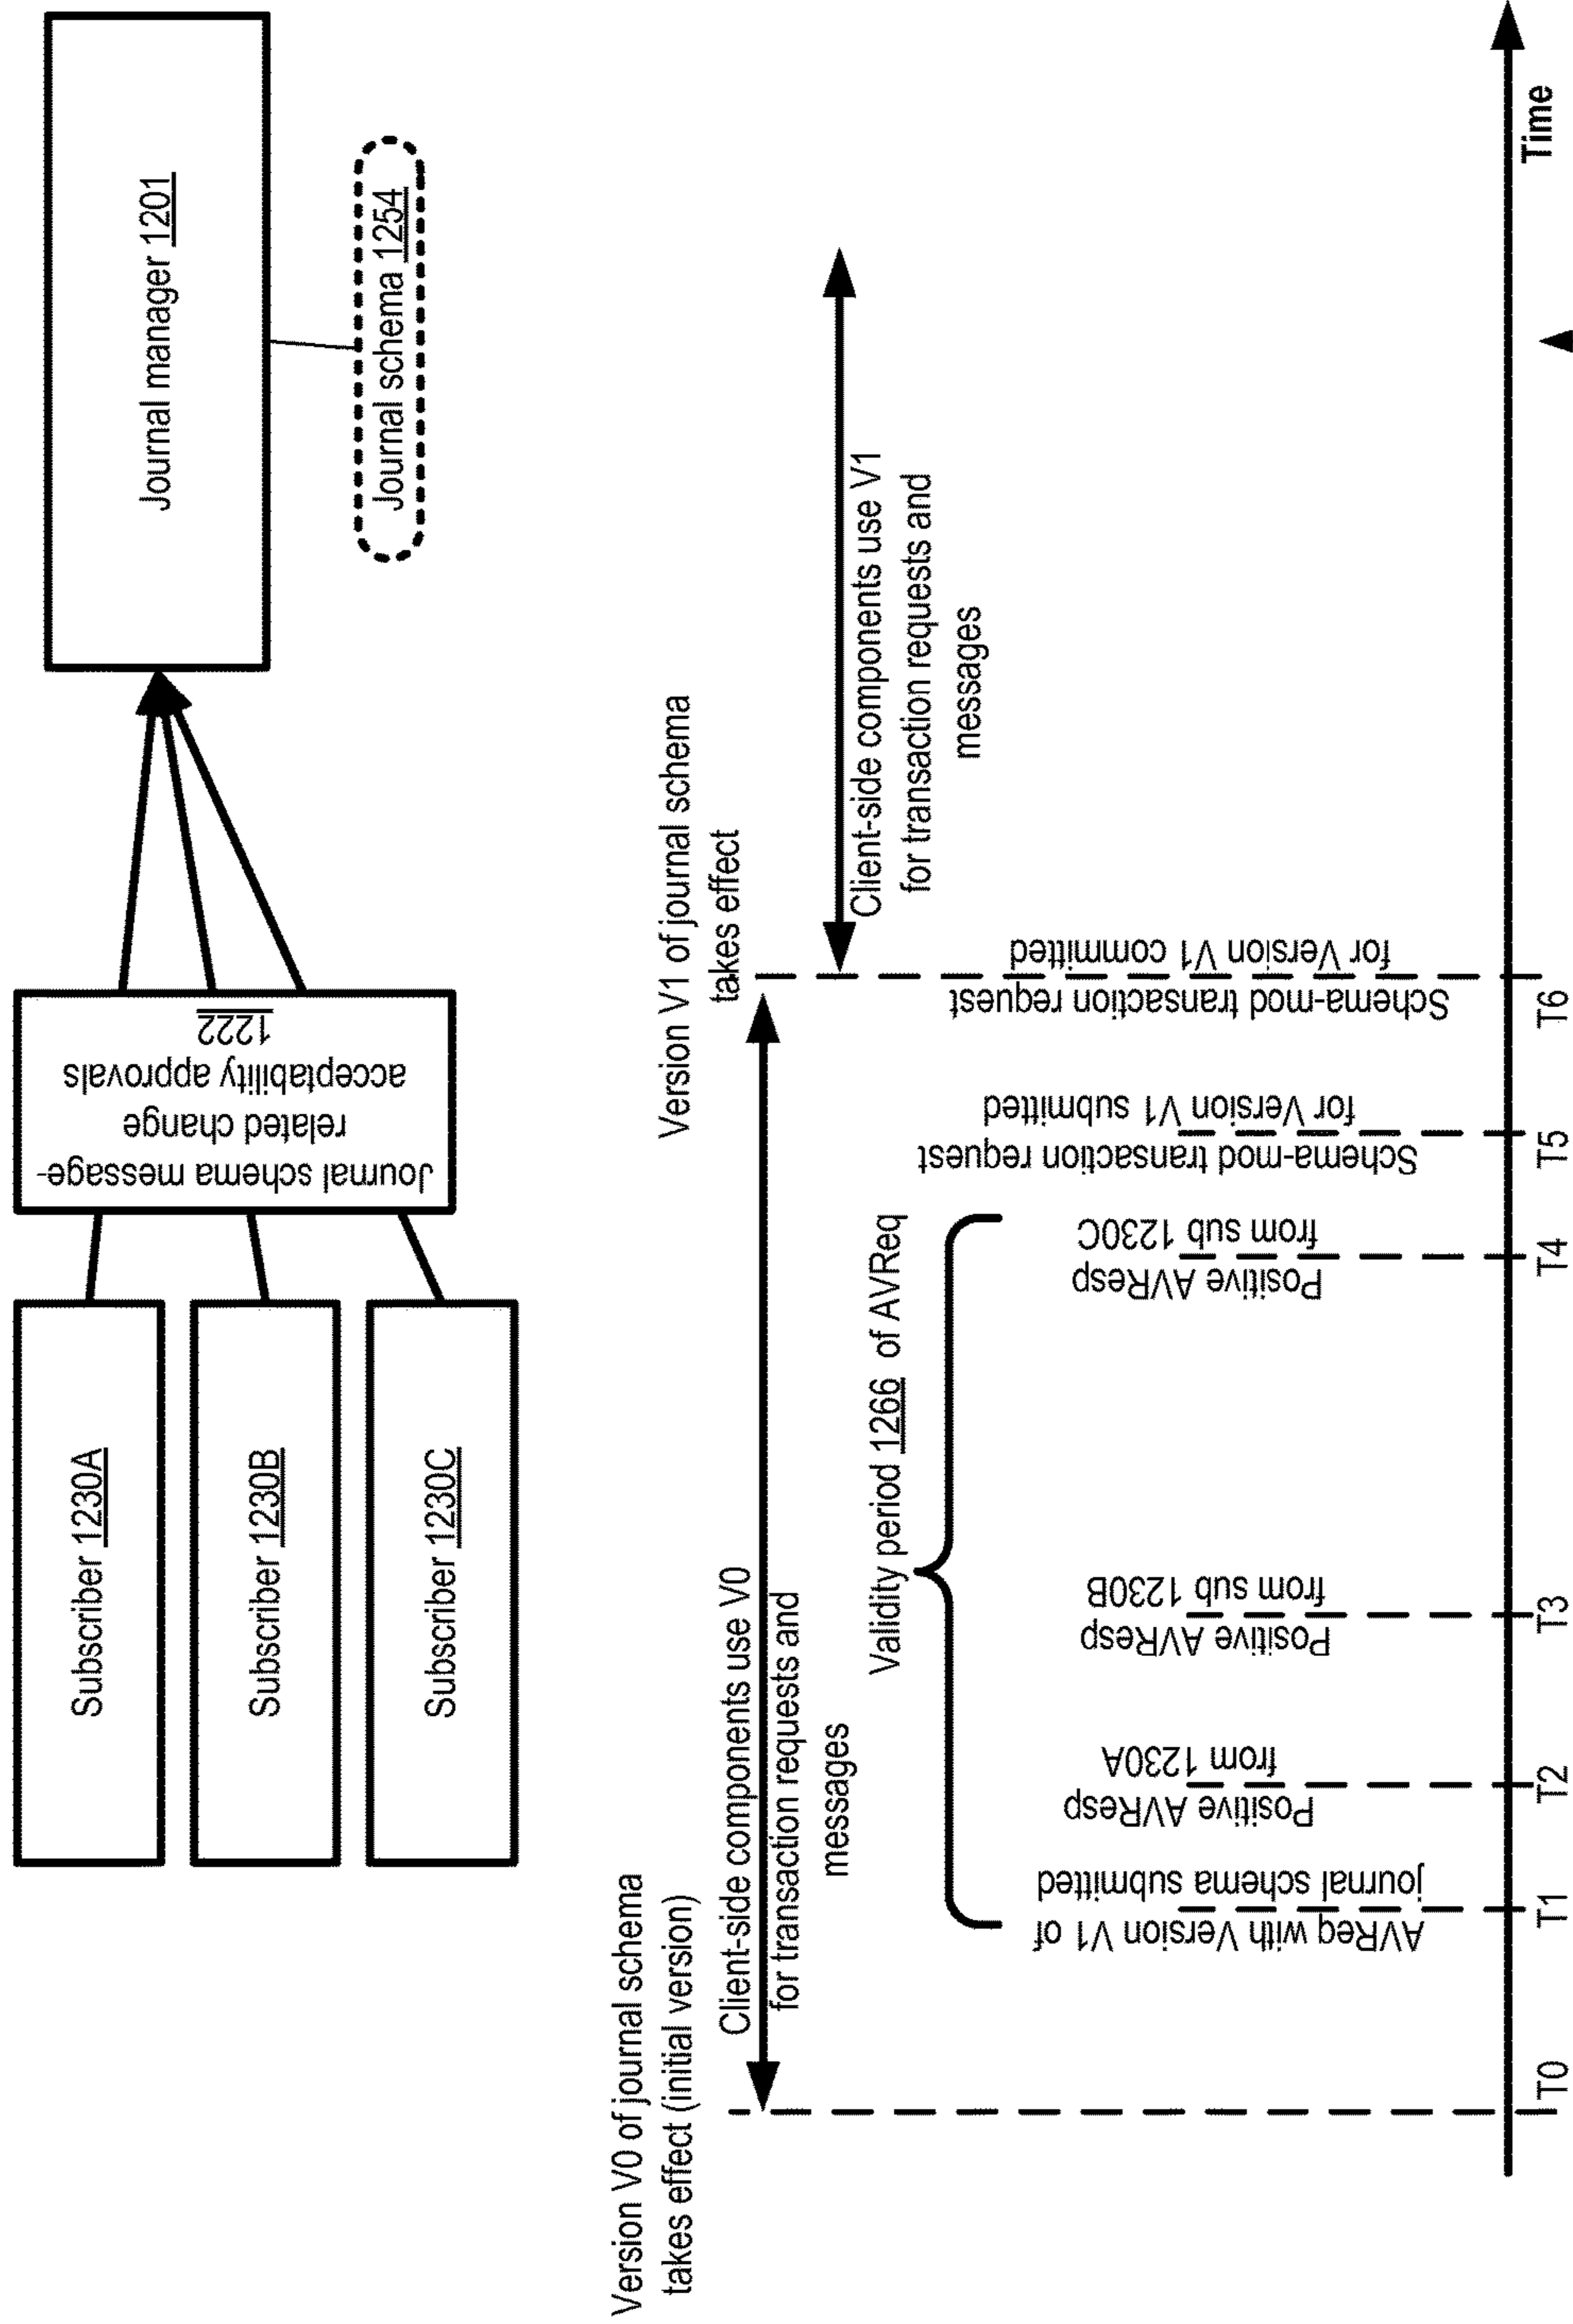 Subscriber 1230A
Subscriber 1230B
Subscriber 1230C
Journal schema message-
related change
acceptability approvals
1222
Journal manager 1201
Journal schema 1254
Version V0 of journal schema
takes effect (initial version)
Client-side components use V0
for transaction requests and
messages
Version V1 of journal schema
takes effect
Client-side components use V1
for transaction requests and
messages
Validity period 1266 of AVReq
AVReq with Version V1 of
journal schema submitted
Positive AVResp
from 1230A
Positive AVResp
from sub 1230B
Positive AVResp
from sub 1230C
Schema-mod transaction request
for Version V1 submitted
Schema-mod transaction request
for Version V1 committed
T0
T1
T2
T3
T4
T5
T6
Time